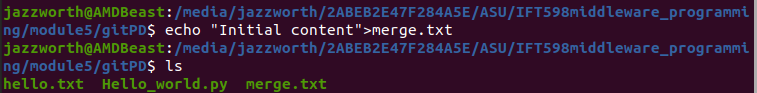 jazzworth@AMDBeast:/media/jazzworth/2ABEB2E47F284A5E/ASU/IFT598middleware_programmi
ng/module5/gitPD$ echo "Initial content">merge.txt
jazzworth@AMDBeast:/media/jazzworth/2ABEB2E47F284A5E/ASU/IFT598middleware_programmi
ng/module5/gitPD$ ls
hello.txt  Hello_world.py  merge.txt